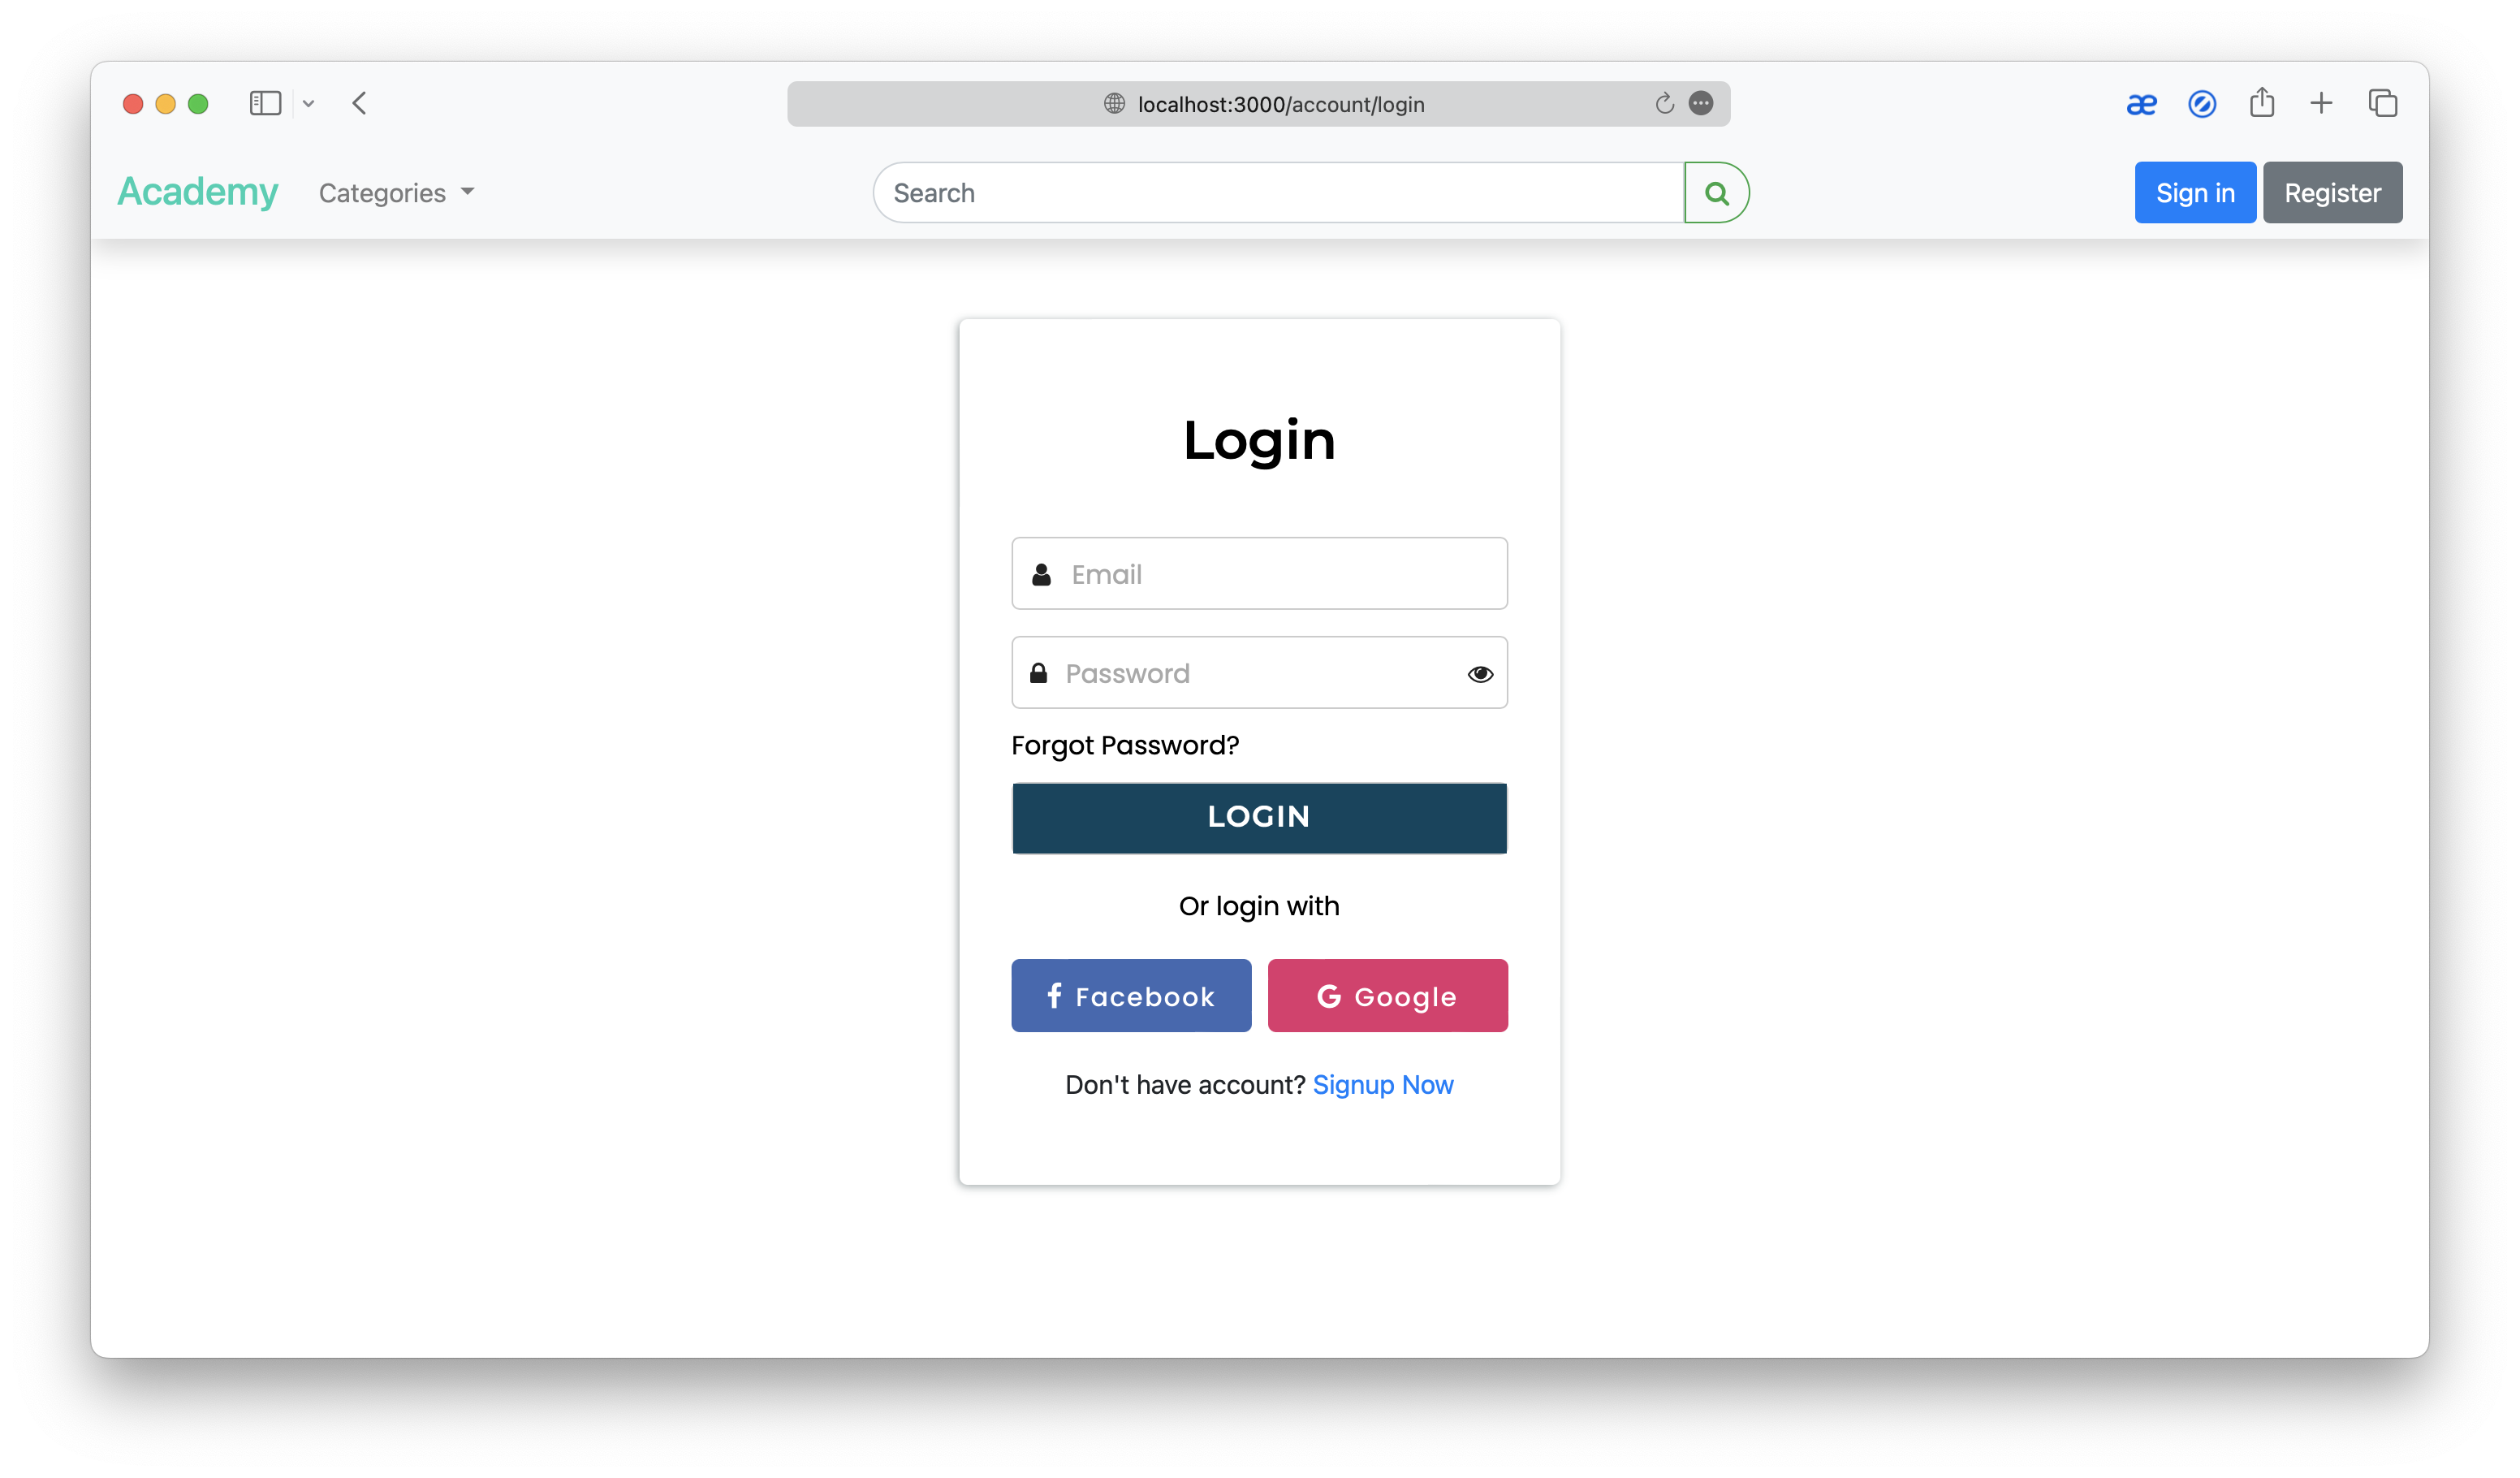 localhost:3000/account/login
æ
Academy Categories Search Sign in Register
Login
Email
Password
Forgot Password?
LOGIN
Or login with
f Facebook G Google
Don't have account? Signup Now